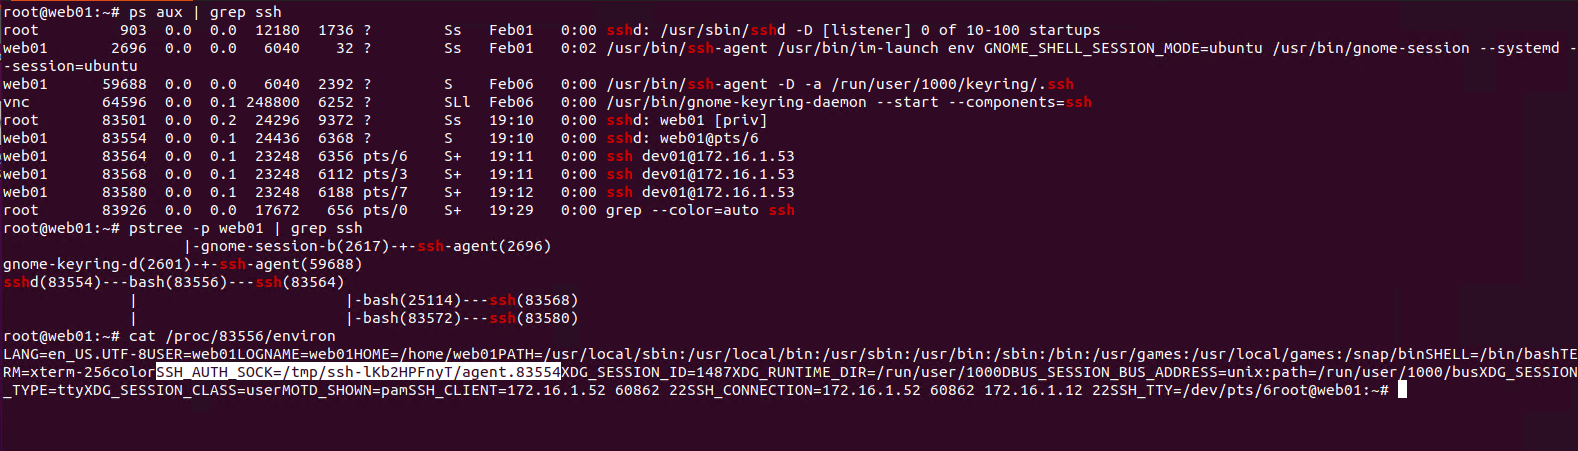 root@web01:~# ps aux | grep ssh
root         903  0.0  0.0  12180  1736 ?        Ss   Feb01   0:00 sshd: /usr/sbin/sshd -D [listener] 0 of 10-100 startups
web01       2696  0.0  0.0   6040    32 ?        Ss   Feb01   0:02 /usr/bin/ssh-agent /usr/bin/im-launch env GNOME_SHELL_SESSION_MODE=ubuntu /usr/bin/gnome-session --systemd -
-session=ubuntu
web01      59688  0.0  0.0   6040  2392 ?        S    Feb06   0:00 /usr/bin/ssh-agent -D -a /run/user/1000/keyring/.ssh
vnc        64596  0.0  0.1 248800  6252 ?        SLl  Feb06   0:00 /usr/bin/gnome-keyring-daemon --start --components=ssh
root       83501  0.0  0.2  24296  9372 ?        Ss   19:10   0:00 sshd: web01 [priv]
web01      83554  0.0  0.1  24436  6368 ?        S    19:10   0:00 sshd: web01@pts/6
web01      83564  0.0  0.1  23248  6356 pts/6    S+   19:11   0:00 ssh dev01@172.16.1.53
web01      83568  0.0  0.1  23248  6112 pts/3    S+   19:11   0:00 ssh dev01@172.16.1.53
web01      83580  0.0  0.1  23248  6188 pts/7    S+   19:12   0:00 ssh dev01@172.16.1.53
root       83926  0.0  0.0  17672   656 pts/0    S+   19:29   0:00 grep --color=auto ssh
root@web01:~# pstree -p web01 | grep ssh
                      |-gnome-session-b(2617)-+-ssh-agent(2696)
gnome-keyring-d(2601)-+-ssh-agent(59688)
sshd(83554)---bash(83556)---ssh(83564)
               |                         |-bash(25114)---ssh(83568)
               |                         |-bash(83572)---ssh(83580)
root@web01:~# cat /proc/83556/environ
LANG=en_US.UTF-8USER=web01LOGNAME=web01HOME=/home/web01PATH=/usr/local/sbin:/usr/local/bin:/usr/sbin:/usr/bin:/sbin:/bin:/usr/games:/usr/local/games:/snap/binSHELL=/bin/bashTE
RM=xterm-256colorSSH_AUTH_SOCK=/tmp/ssh-lKb2HPFnyT/agent.83554XDG_SESSION_ID=1487XDG_RUNTIME_DIR=/run/user/1000DBUS_SESSION_BUS_ADDRESS=unix:path=/run/user/1000/busXDG_SESSION
_TYPE=ttyXDG_SESSION_CLASS=userMOTD_SHOWN=pamSSH_CLIENT=172.16.1.52 60862 22SSH_CONNECTION=172.16.1.52 60862 172.16.1.12 22SSH_TTY=/dev/pts/6root@web01:~#